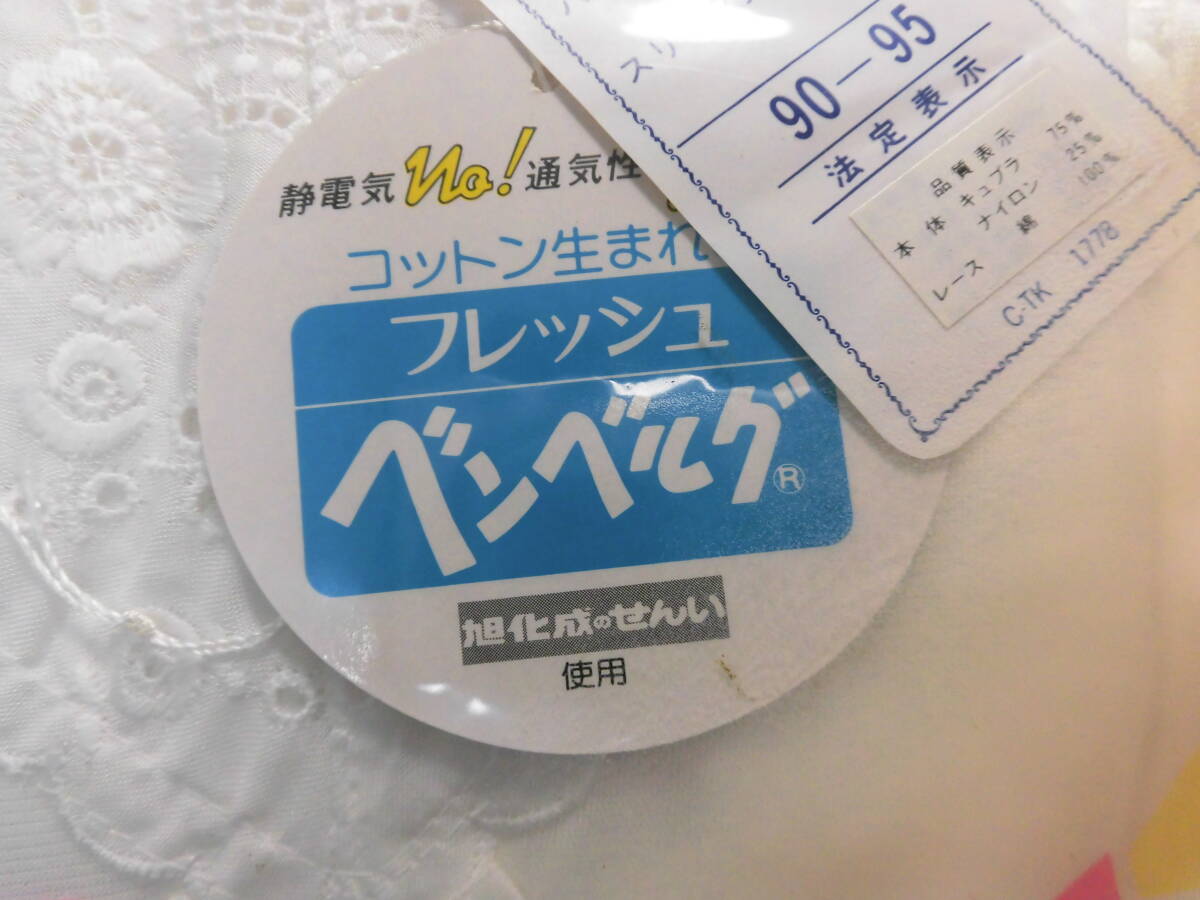 静電気No!通気性
コットン生まれ
フレッシュ
ベンベルグ®
旭化成のせんい
使用
スリ
90-95
法定表示
品質表示
本体 キュプラ 75%
ナイロン 25%
レース 綿 100%
C-TK 1778